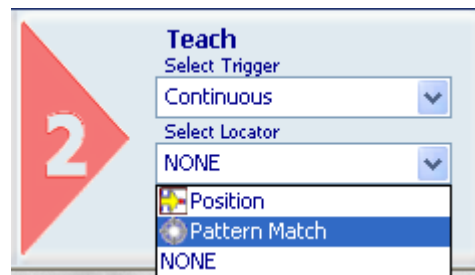 2
Teach
Select Trigger
Continuous
Select Locator
NONE
Position
Pattern Match
NONE